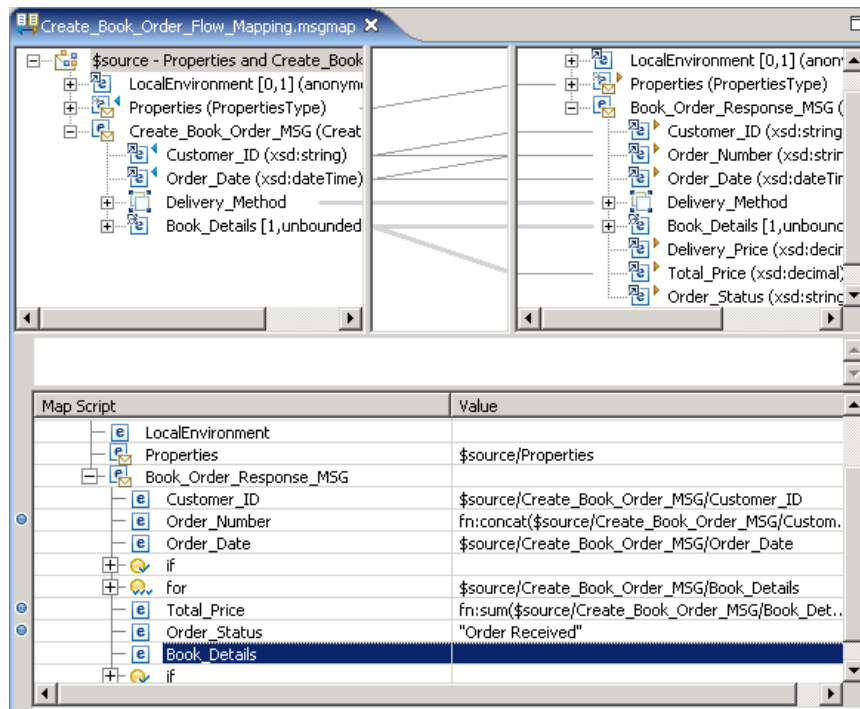 Create_Book_Order_Flow_Mapping.msgmap
$source - Properties and Create_Book
LocalEnvironment [0,1] (anonym
Properties (PropertiesType)
Create_Book_Order_MSG (Creat
Customer_ID (xsd:string)
Order_Date (xsd:dateTime)
Delivery_Method
Book_Details [1,unbounded
LocalEnvironment [0,1] (anon
Properties (PropertiesType)
Book_Order_Response_MSG (
Customer_ID (xsd:string
Order_Number (xsd:strin
Order_Date (xsd:dateTir
Delivery_Method
Book_Details [1,unbounc
Delivery_Price (xsd:decir
Total_Price (xsd:decimal)
Order_Status (xsd:string
Map Script Value
LocalEnvironment
Properties $source/Properties
Book_Order_Response_MSG
Customer_ID $source/Create_Book_Order_MSG/Customer_ID
Order_Number fn:concat($source/Create_Book_Order_MSG/Custom...
Order_Date $source/Create_Book_Order_MSG/Order_Date
if
for $source/Create_Book_Order_MSG/Book_Details
Total_Price fn:sum($source/Create_Book_Order_MSG/Book_Det...
Order_Status "Order Received"
Book_Details
if